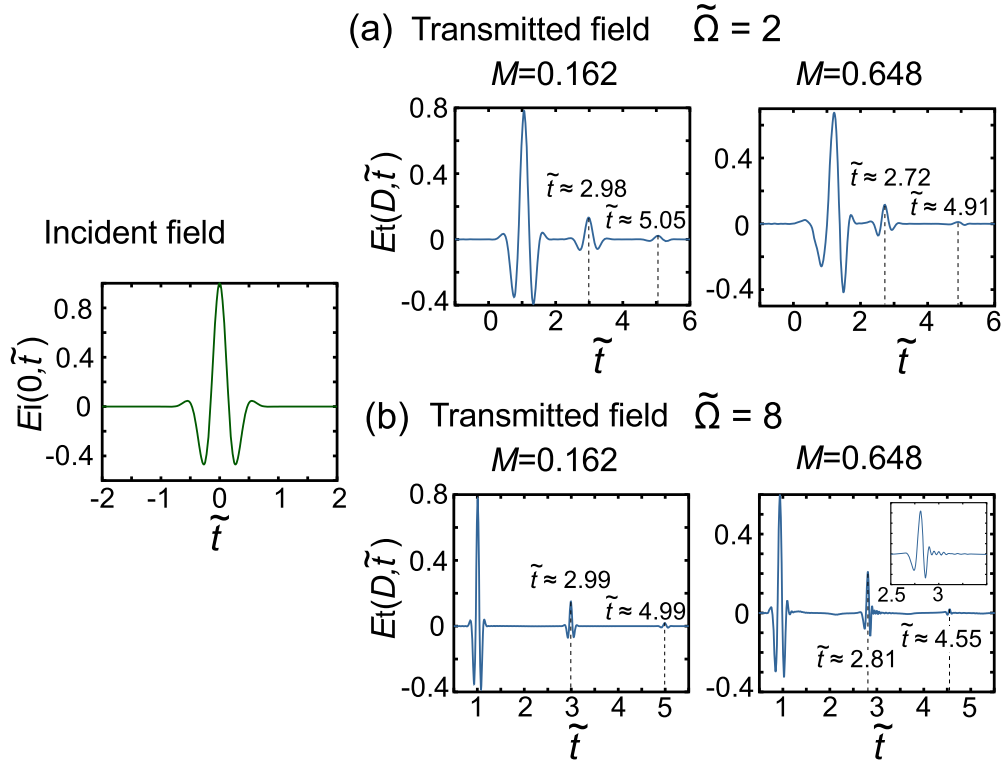 (a) Transmitted field Ω̃ = 2
M=0.162
M=0.648
0.8
0.4
0
-0.4
Et(D,t̃)
t̃ ≈ 2.98
t̃ ≈ 5.05
0 2 4 6
t̃
0.4
0
-0.4
t̃ ≈ 2.72
t̃ ≈ 4.91
0 2 4 6
t̃
Incident field
0.8
0.4
0
-0.4
Ei(0,t̃)
-2 -1 0 1 2
t̃
(b) Transmitted field Ω̃ = 8
M=0.162
M=0.648
0.8
0.4
0
-0.4
Et(D,t̃)
t̃ ≈ 2.99
t̃ ≈ 4.99
1 2 3 4 5
t̃
0.4
0
-0.4
2.5 3
t̃ ≈ 2.81
t̃ ≈ 4.55
1 2 3 4 5
t̃